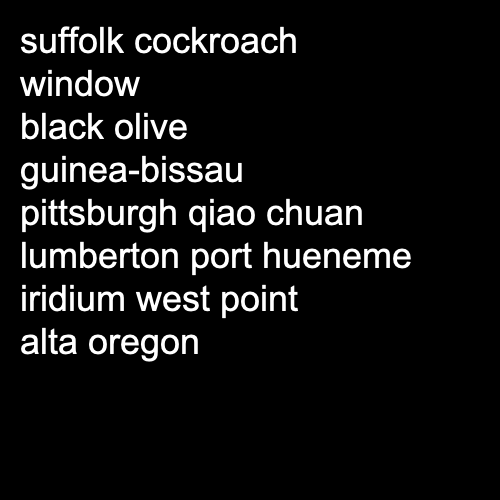 suffolk cockroach
window
black olive
guinea-bissau
pittsburgh qiao chuan
lumberton port hueneme
iridium west point
alta oregon